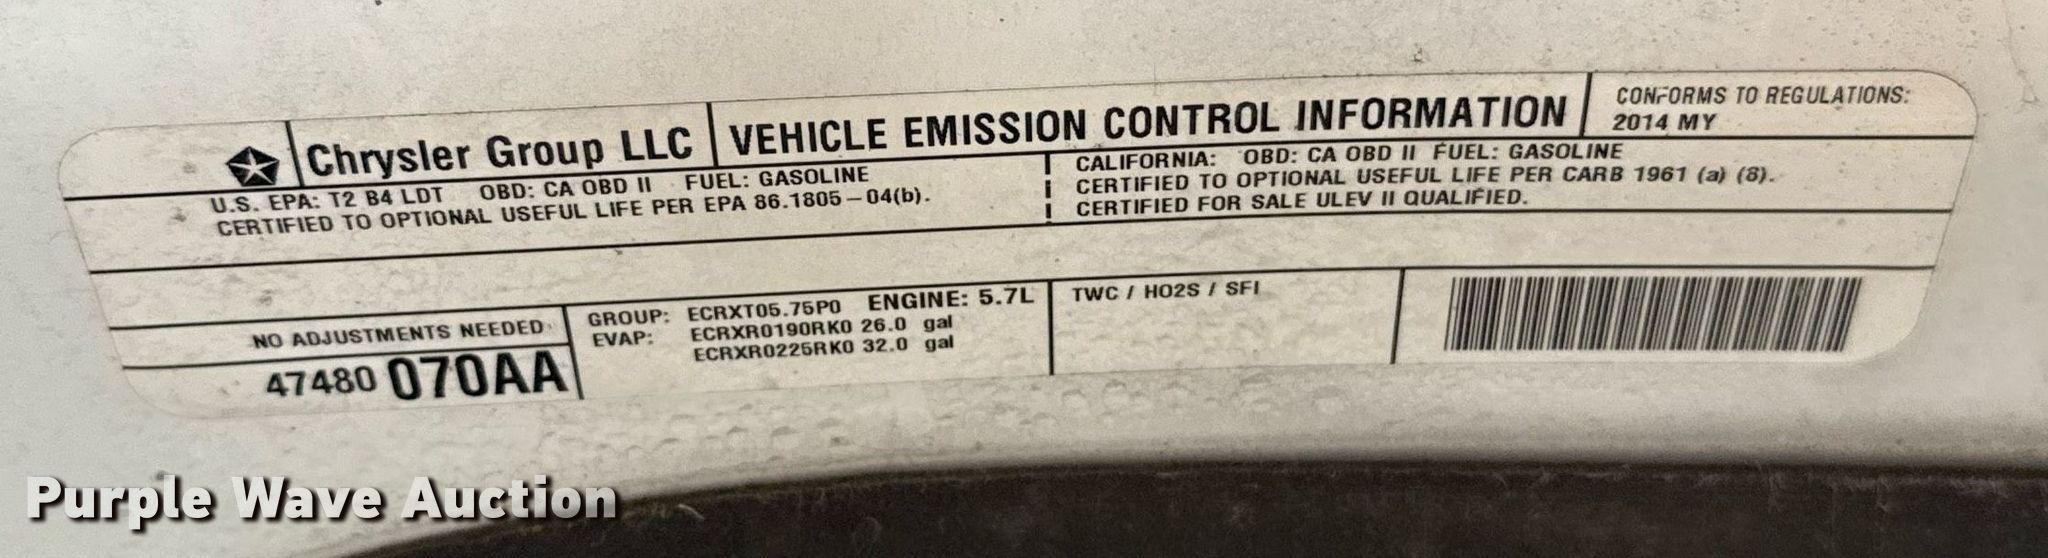 Chrysler Group LLC
VEHICLE EMISSION CONTROL INFORMATION
CONFORMS TO REGULATIONS:
2014 MY
U.S. EPA: T2 B4 LDT OBD: CA OBD II FUEL: GASOLINE
CERTIFIED TO OPTIONAL USEFUL LIFE PER EPA 86.1805-04(b).
CALIFORNIA: OBD: CA OBD II FUEL: GASOLINE
CERTIFIED TO OPTIONAL USEFUL LIFE PER CARB 1961 (a) (8).
CERTIFIED FOR SALE ULEV II QUALIFIED.
NO ADJUSTMENTS NEEDED
47480 070AA
GROUP: ECRXT05.75P0 ENGINE: 5.7L
EVAP: ECRXR0190RK0 26.0 gal
ECRXR0225RK0 32.0 gal
TWC / HO2S / SFI
Purple Wave Auction